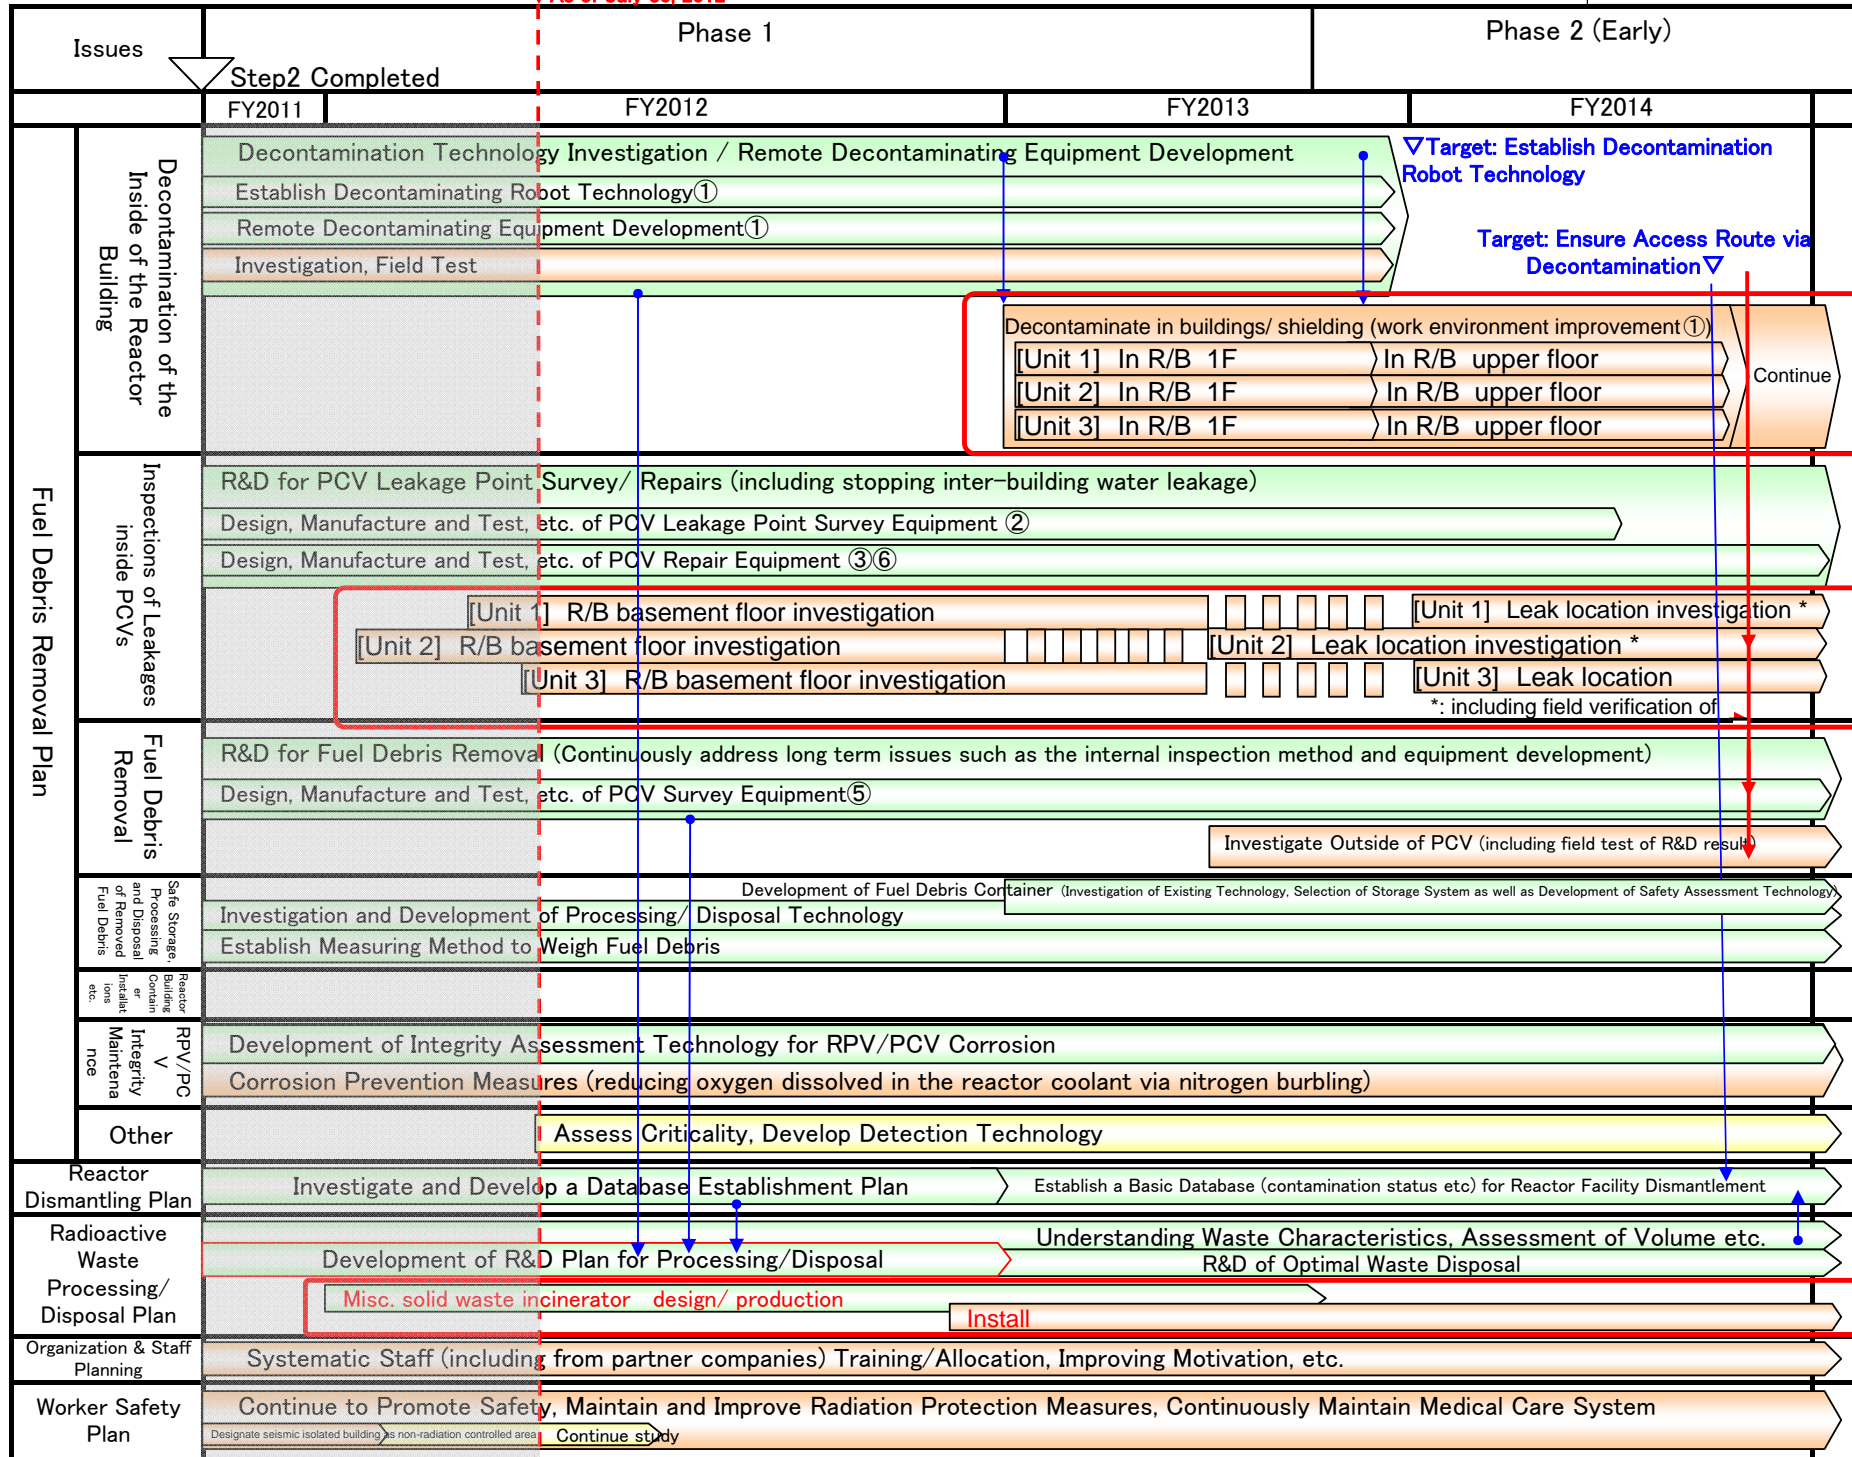 Issues
Phase 1
Phase 2 (Early)
Step2 Completed
FY2011
FY2012
FY2013
FY2014
Fuel Debris Removal Plan
Decontamination of the
Inside of the Reactor
Building
Decontamination Technology Investigation / Remote Decontaminating Equipment Development
Establish Decontaminating Robot Technology①
Remote Decontaminating Equipment Development①
Investigation, Field Test
▽Target: Establish Decontamination
Robot Technology
Target: Ensure Access Route via
Decontamination▽
Decontaminate in buildings/ shielding (work environment improvement①)
[Unit 1] In R/B 1F
In R/B upper floor
[Unit 2] In R/B 1F
In R/B upper floor
[Unit 3] In R/B 1F
In R/B upper floor
Continue
Inspections of Leakages
inside PCVs
R&D for PCV Leakage Point Survey/ Repairs (including stopping inter-building water leakage)
Design, Manufacture and Test, etc. of PCV Leakage Point Survey Equipment ②
Design, Manufacture and Test, etc. of PCV Repair Equipment ③⑥
[Unit 1] R/B basement floor investigation
[Unit 1] Leak location investigation *
[Unit 2] R/B basement floor investigation
[Unit 2] Leak location investigation *
[Unit 3] R/B basement floor investigation
[Unit 3] Leak location
*: including field verification of
Fuel Debris
Removal
R&D for Fuel Debris Removal (Continuously address long term issues such as the internal inspection method and equipment development)
Design, Manufacture and Test, etc. of PCV Survey Equipment⑤
Investigate Outside of PCV (including field test of R&D result)
Safe Storage,
Processing
and Disposal
of Removed
Fuel Debris
Development of Fuel Debris Container (Investigation of Existing Technology, Selection of Storage System as well as Development of Safety Assessment Technology)
Investigation and Development of Processing/ Disposal Technology
Establish Measuring Method to Weigh Fuel Debris
Reactor
Building
Contain
er
Installat
ions
etc.
RPV/PC
V
Integrity
Maintena
nce
Development of Integrity Assessment Technology for RPV/PCV Corrosion
Corrosion Prevention Measures (reducing oxygen dissolved in the reactor coolant via nitrogen burbling)
Other
Assess Criticality, Develop Detection Technology
Reactor
Dismantling Plan
Investigate and Develop a Database Establishment Plan
Establish a Basic Database (contamination status etc) for Reactor Facility Dismantlement
Radioactive
Waste
Processing/
Disposal Plan
Understanding Waste Characteristics, Assessment of Volume etc.
Development of R&D Plan for Processing/Disposal
R&D of Optimal Waste Disposal
Misc. solid waste incinerator design/ production
Install
Organization & Staff
Planning
Systematic Staff (including from partner companies) Training/Allocation, Improving Motivation, etc.
Worker Safety
Plan
Continue to Promote Safety, Maintain and Improve Radiation Protection Measures, Continuously Maintain Medical Care System
Designate seismic isolated building as non-radiation controlled area
Continue study